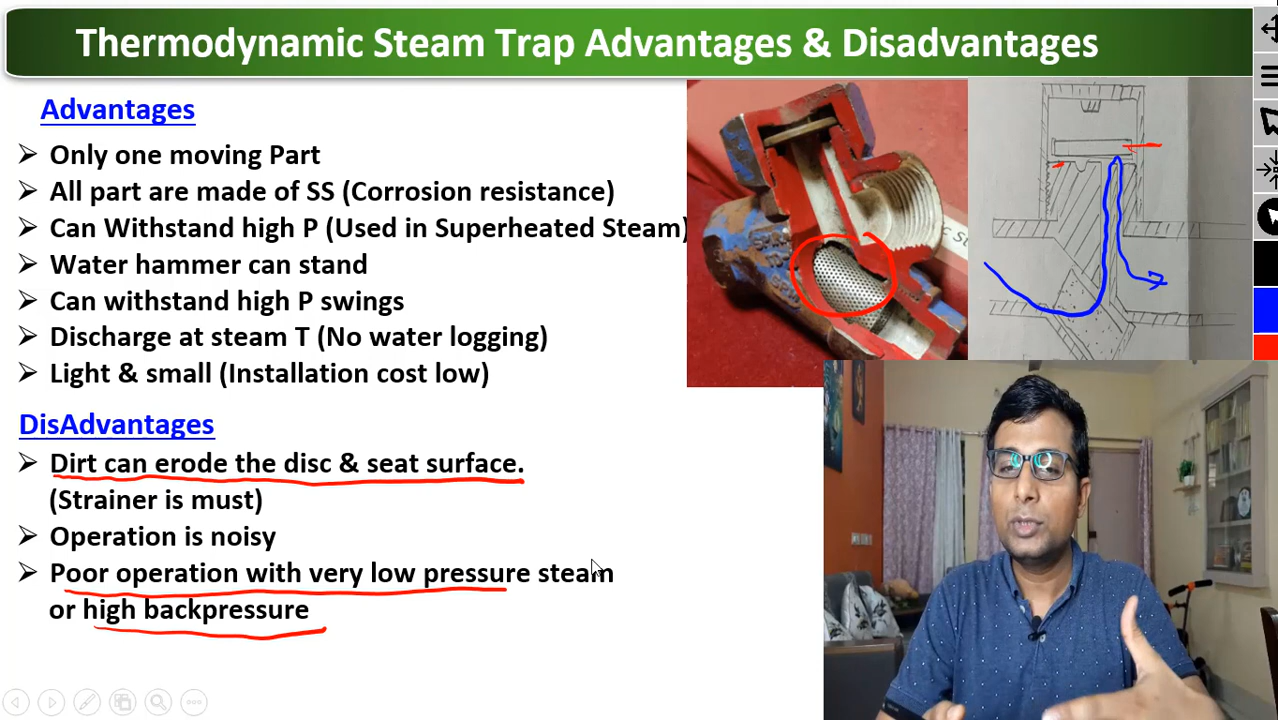 Thermodynamic Steam Trap Advantages & Disadvantages
Advantages
➢ Only one moving Part
➢ All part are made of SS (Corrosion resistance)
➢ Can Withstand high P (Used in Superheated Steam)
➢ Water hammer can stand
➢ Can withstand high P swings
➢ Discharge at steam T (No water logging)
➢ Light & small (Installation cost low)
DisAdvantages
➢ Dirt can erode the disc & seat surface.
(Strainer is must)
➢ Operation is noisy
➢ Poor operation with very low pressure steam
or high backpressure